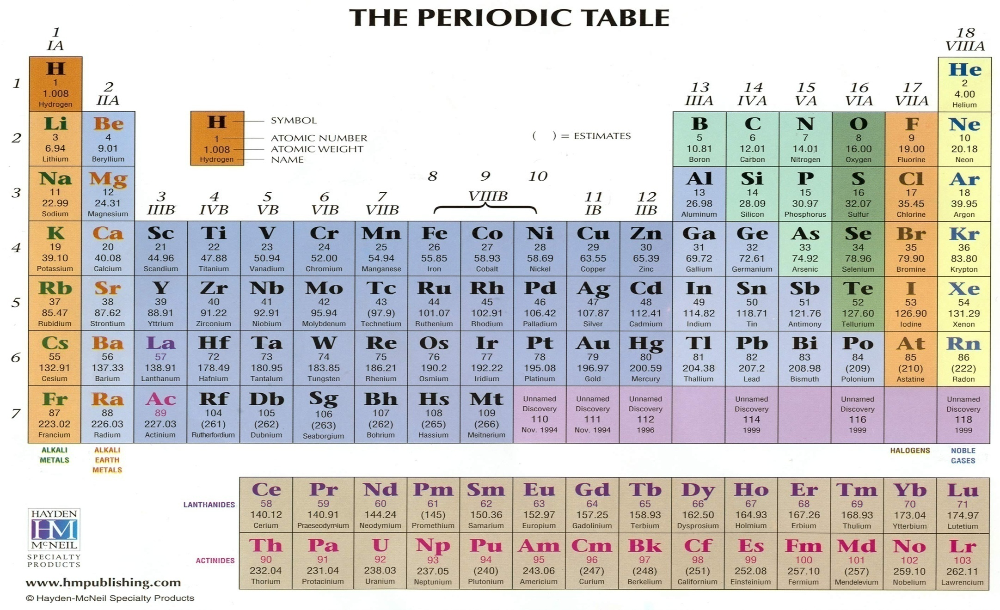 THE PERIODIC TABLE
1
IA
18
VIIIA
1
H
1
1.008
Hydrogen
2
IIA
13
IIIA
14
IVA
15
VA
16
VIA
17
VIIA
He
2
4.00
Helium
2
Li
3
6.94
Lithium
Be
4
9.01
Beryllium
H
1
1.008
Hydrogen
SYMBOL
ATOMIC NUMBER
ATOMIC WEIGHT
NAME
( ) = ESTIMATES
B
5
10.81
Boron
C
6
12.01
Carbon
N
7
14.01
Nitrogen
O
8
16.00
Oxygen
F
9
19.00
Fluorine
Ne
10
20.18
Neon
3
Na
11
22.99
Sodium
Mg
12
24.31
Magnesium
3
IIIB
4
IVB
5
VB
6
VIB
7
VIIB
8 9 10
VIIIB
11
IB
12
IIB
Al
13
26.98
Aluminum
Si
14
28.09
Silicon
P
15
30.97
Phosphorus
S
16
32.07
Sulfur
Cl
17
35.45
Chlorine
Ar
18
39.95
Argon
4
K
19
39.10
Potassium
Ca
20
40.08
Calcium
Sc
21
44.96
Scandium
Ti
22
47.88
Titanium
V
23
50.94
Vanadium
Cr
24
52.00
Chromium
Mn
25
54.94
Manganese
Fe
26
55.85
Iron
Co
27
58.93
Cobalt
Ni
28
58.69
Nickel
Cu
29
63.55
Copper
Zn
30
65.39
Zinc
Ga
31
69.72
Gallium
Ge
32
72.61
Germanium
As
33
74.92
Arsenic
Se
34
78.96
Selenium
Br
35
79.90
Bromine
Kr
36
83.80
Krypton
5
Rb
37
85.47
Rubidium
Sr
38
87.62
Strontium
Y
39
88.91
Yttrium
Zr
40
91.22
Zirconium
Nb
41
92.91
Niobium
Mo
42
95.94
Molybdenum
Tc
43
(97.9)
Technetium
Ru
44
101.07
Ruthenium
Rh
45
102.91
Rhodium
Pd
46
106.42
Palladium
Ag
47
107.87
Silver
Cd
48
112.41
Cadmium
In
49
114.82
Indium
Sn
50
118.71
Tin
Sb
51
121.76
Antimony
Te
52
127.60
Tellurium
I
53
126.90
Iodine
Xe
54
131.29
Xenon
6
Cs
55
132.91
Cesium
Ba
56
137.33
Barium
La
57
138.91
Lanthanum
Hf
72
178.49
Hafnium
Ta
73
180.95
Tantalum
W
74
183.85
Tungsten
Re
75
186.21
Rhenium
Os
76
190.2
Osmium
Ir
77
192.22
Iridium
Pt
78
195.08
Platinum
Au
79
196.97
Gold
Hg
80
200.59
Mercury
Tl
81
204.38
Thallium
Pb
82
207.2
Lead
Bi
83
208.98
Bismuth
Po
84
(209)
Polonium
At
85
(210)
Astatine
Rn
86
(222)
Radon
7
Fr
87
223.02
Francium
Ra
88
226.03
Radium
Ac
89
227.03
Actinium
Rf
104
(261)
Rutherfordium
Db
105
(262)
Dubnium
Sg
106
(263)
Seaborgium
Bh
107
(262)
Bohrium
Hs
108
(265)
Hassium
Mt
109
(266)
Meitnerium
Unnamed
Discovery
110
Nov. 1994
Unnamed
Discovery
111
Nov. 1994
Unnamed
Discovery
112
1996
Unnamed
Discovery
114
1999
Unnamed
Discovery
116
1999
Unnamed
Discovery
118
1999
ALKALI
METALS
ALKALI
EARTH
METALS
HALOGENS
NOBLE
GASES
LANTHANIDES
Ce
58
140.12
Cerium
Pr
59
140.91
Praeseodymium
Nd
60
144.24
Neodymium
Pm
61
(145)
Promethium
Sm
62
150.36
Samarium
Eu
63
152.97
Europium
Gd
64
157.25
Gadolinium
Tb
65
158.93
Terbium
Dy
66
162.50
Dysprosium
Ho
67
164.93
Holmium
Er
68
167.26
Erbium
Tm
69
168.93
Thulium
Yb
70
173.04
Ytterbium
Lu
71
174.97
Lutetium
ACTINIDES
Th
90
232.04
Thorium
Pa
91
231.04
Protacinium
U
92
238.03
Uranium
Np
93
237.05
Neptunium
Pu
94
(240)
Plutonium
Am
95
243.06
Americium
Cm
96
(247)
Curium
Bk
97
(248)
Berkelium
Cf
98
(251)
Californium
Es
99
252.08
Einsteinium
Fm
100
257.10
Fermium
Md
101
(257)
Mendelevium
No
102
259.10
Nobelium
Lr
103
262.11
Lawrencium
HAYDEN
HM
McNEIL
SPECIALTY
PRODUCTS
www.hmpublishing.com
© Hayden-McNeil Specialty Products